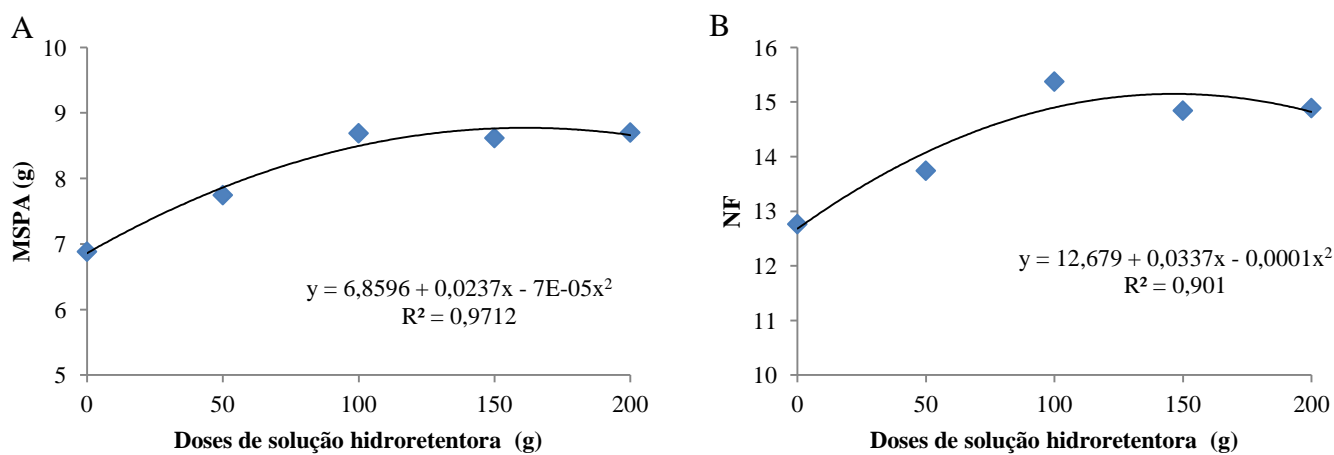 A
10
9
8
7
6
5
MSPA (g)
y = 6,8596 + 0,0237x - 7E-05x²
R² = 0,9712
0 50 100 150 200
Doses de solução hidroretentora (g)
B
16
15
14
13
12
11
10
NF
y = 12,679 + 0,0337x - 0,0001x²
R² = 0,901
0 50 100 150 200
Doses de solução hidroretentora (g)